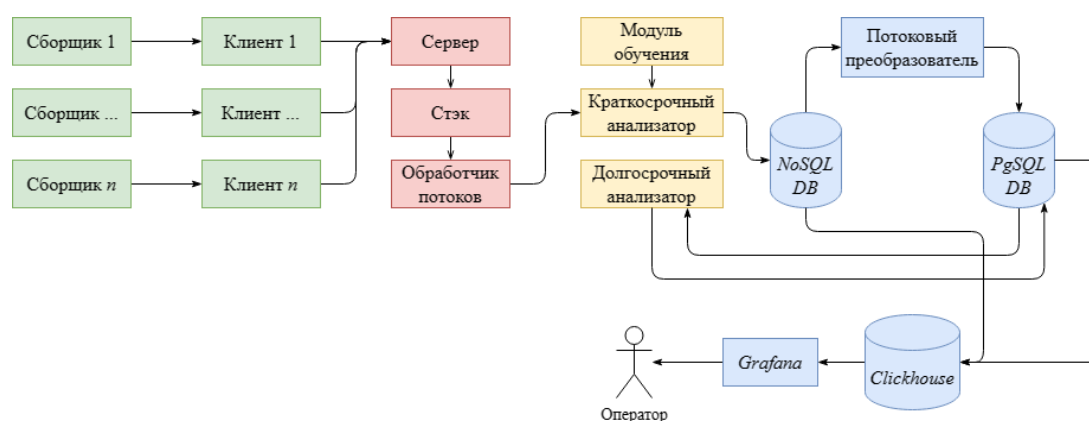 Сборщик 1
Клиент 1
Сервер
Модуль
обучения
Потоковый
преобразователь
Сборщик ...
Клиент ...
Стэк
Краткосрочный
анализатор
Сборщик n
Клиент n
Обработчик
потоков
Долгосрочный
анализатор
NoSQL
DB
PgSQL
DB
Grafana
Clickhouse
Оператор